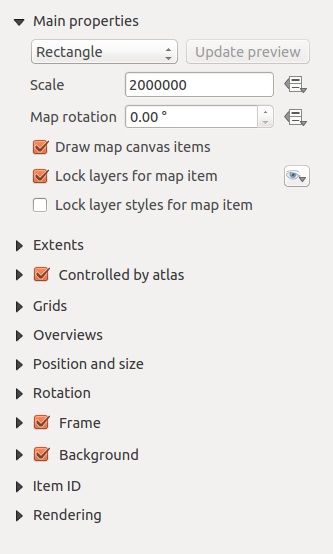 Main properties
Rectangle Update preview
Scale 2000000
Map rotation 0.00 °
Draw map canvas items
Lock layers for map item
Lock layer styles for map item
Extents
Controlled by atlas
Grids
Overviews
Position and size
Rotation
Frame
Background
Item ID
Rendering